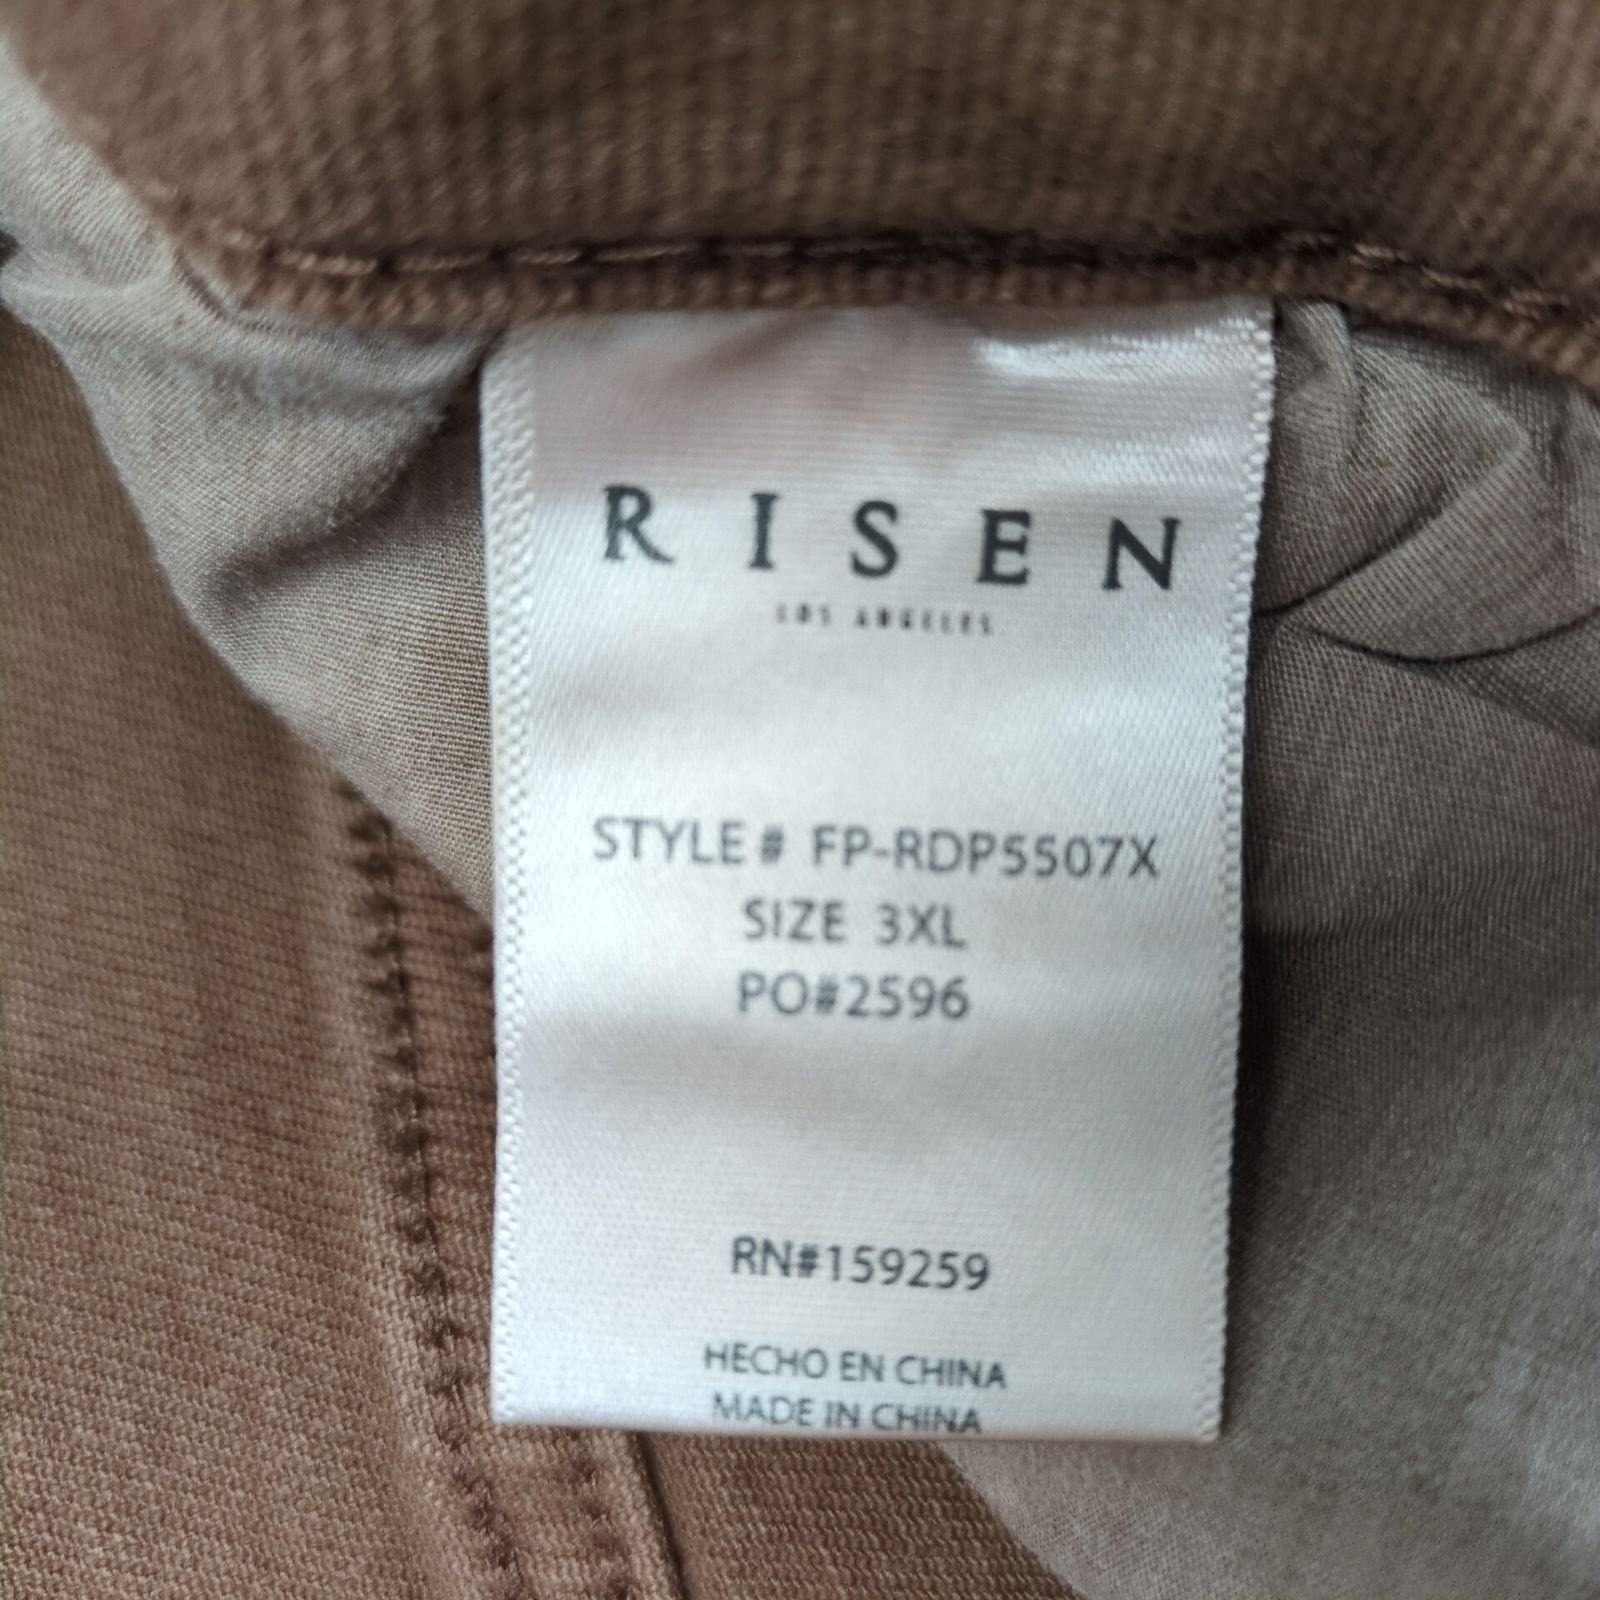 RISEN
LOS ANGELES
STYLE # FP-RDP5507X
SIZE 3XL
PO#2596
RN#159259
HECHO EN CHINA
MADE IN CHINA